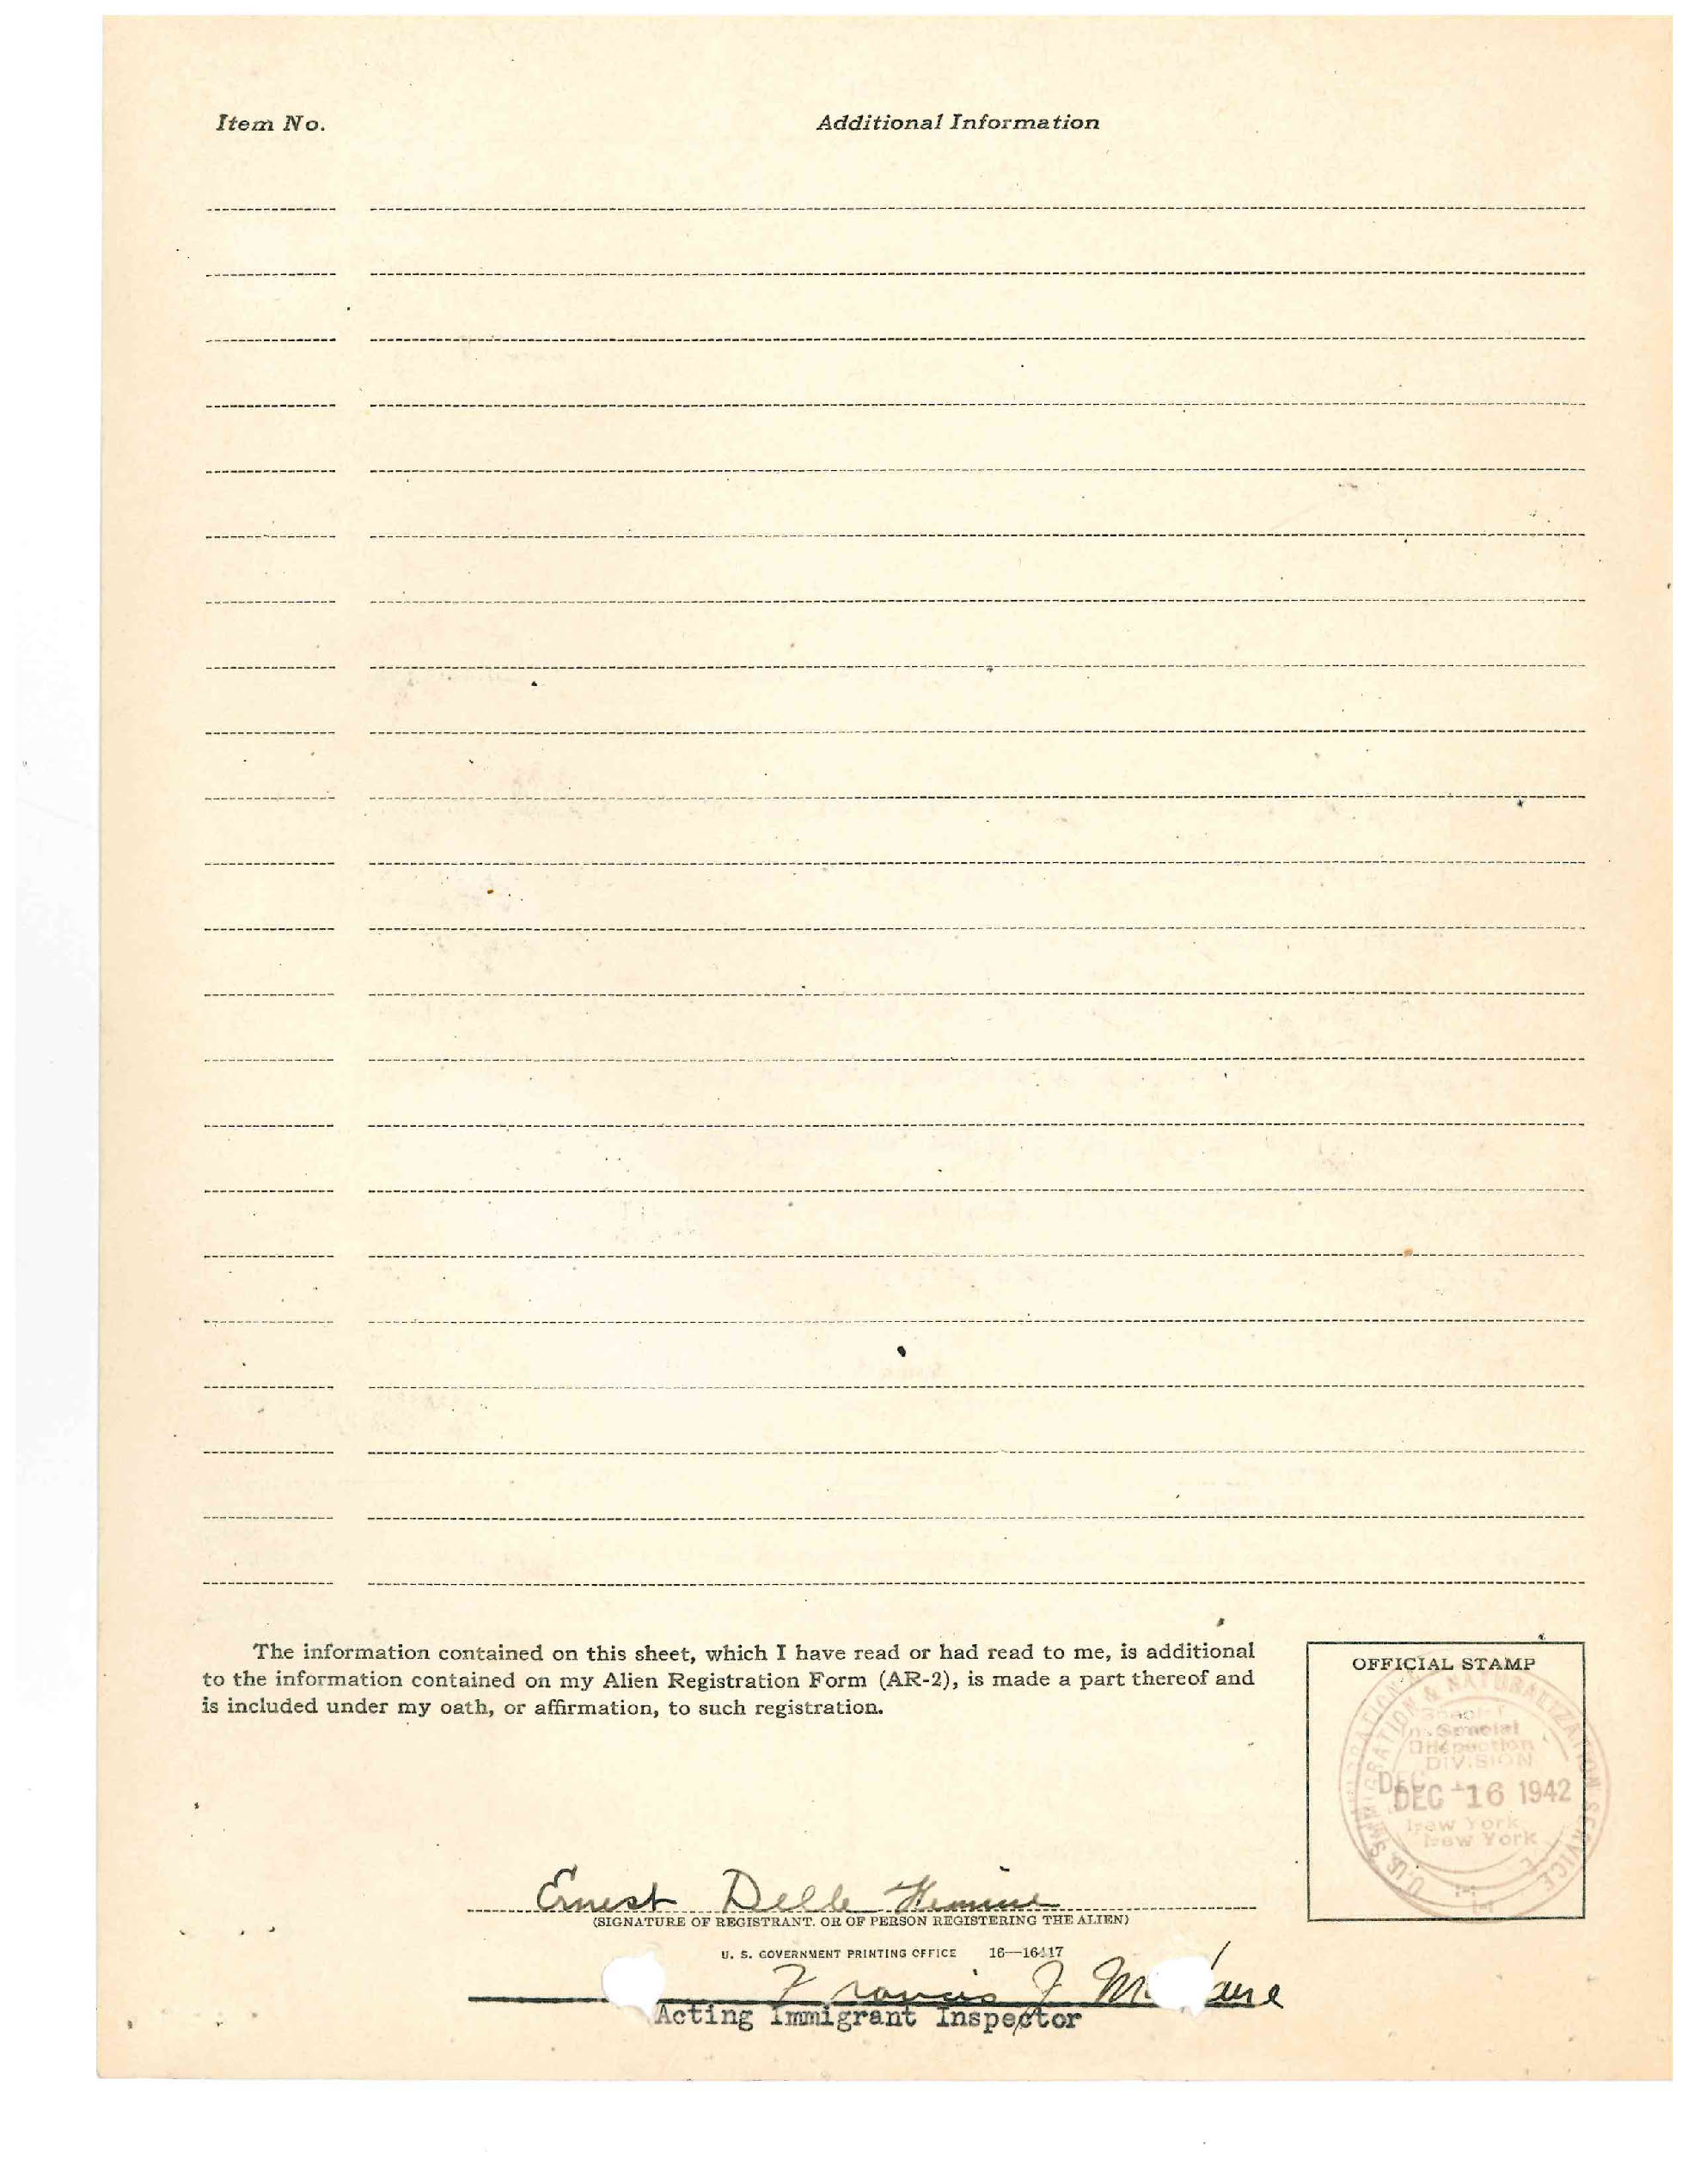 Item No. Additional Information
The information contained on this sheet, which I have read or had read to me, is additional
to the information contained on my Alien Registration Form (AR-2), is made a part thereof and
is included under my oath, or affirmation, to such registration.
OFFICIAL STAMP
U.S. IMMIGRATION & NATURALIZATION SERVICE
Special
Inspection
DIVISION
DEC 16 1942
New York
New York
Ernest Delle
(SIGNATURE OF REGISTRANT, OR OF PERSON REGISTERING THE ALIEN)
U. S. GOVERNMENT PRINTING OFFICE 16—16417
Francis J
Acting Immigrant Inspector